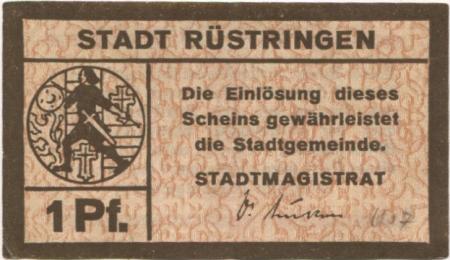 STADT RÜSTRINGEN
Die Einlösung dieses
Scheins gewährleistet
die Stadtgemeinde.
STADTMAGISTRAT
1 Pf.